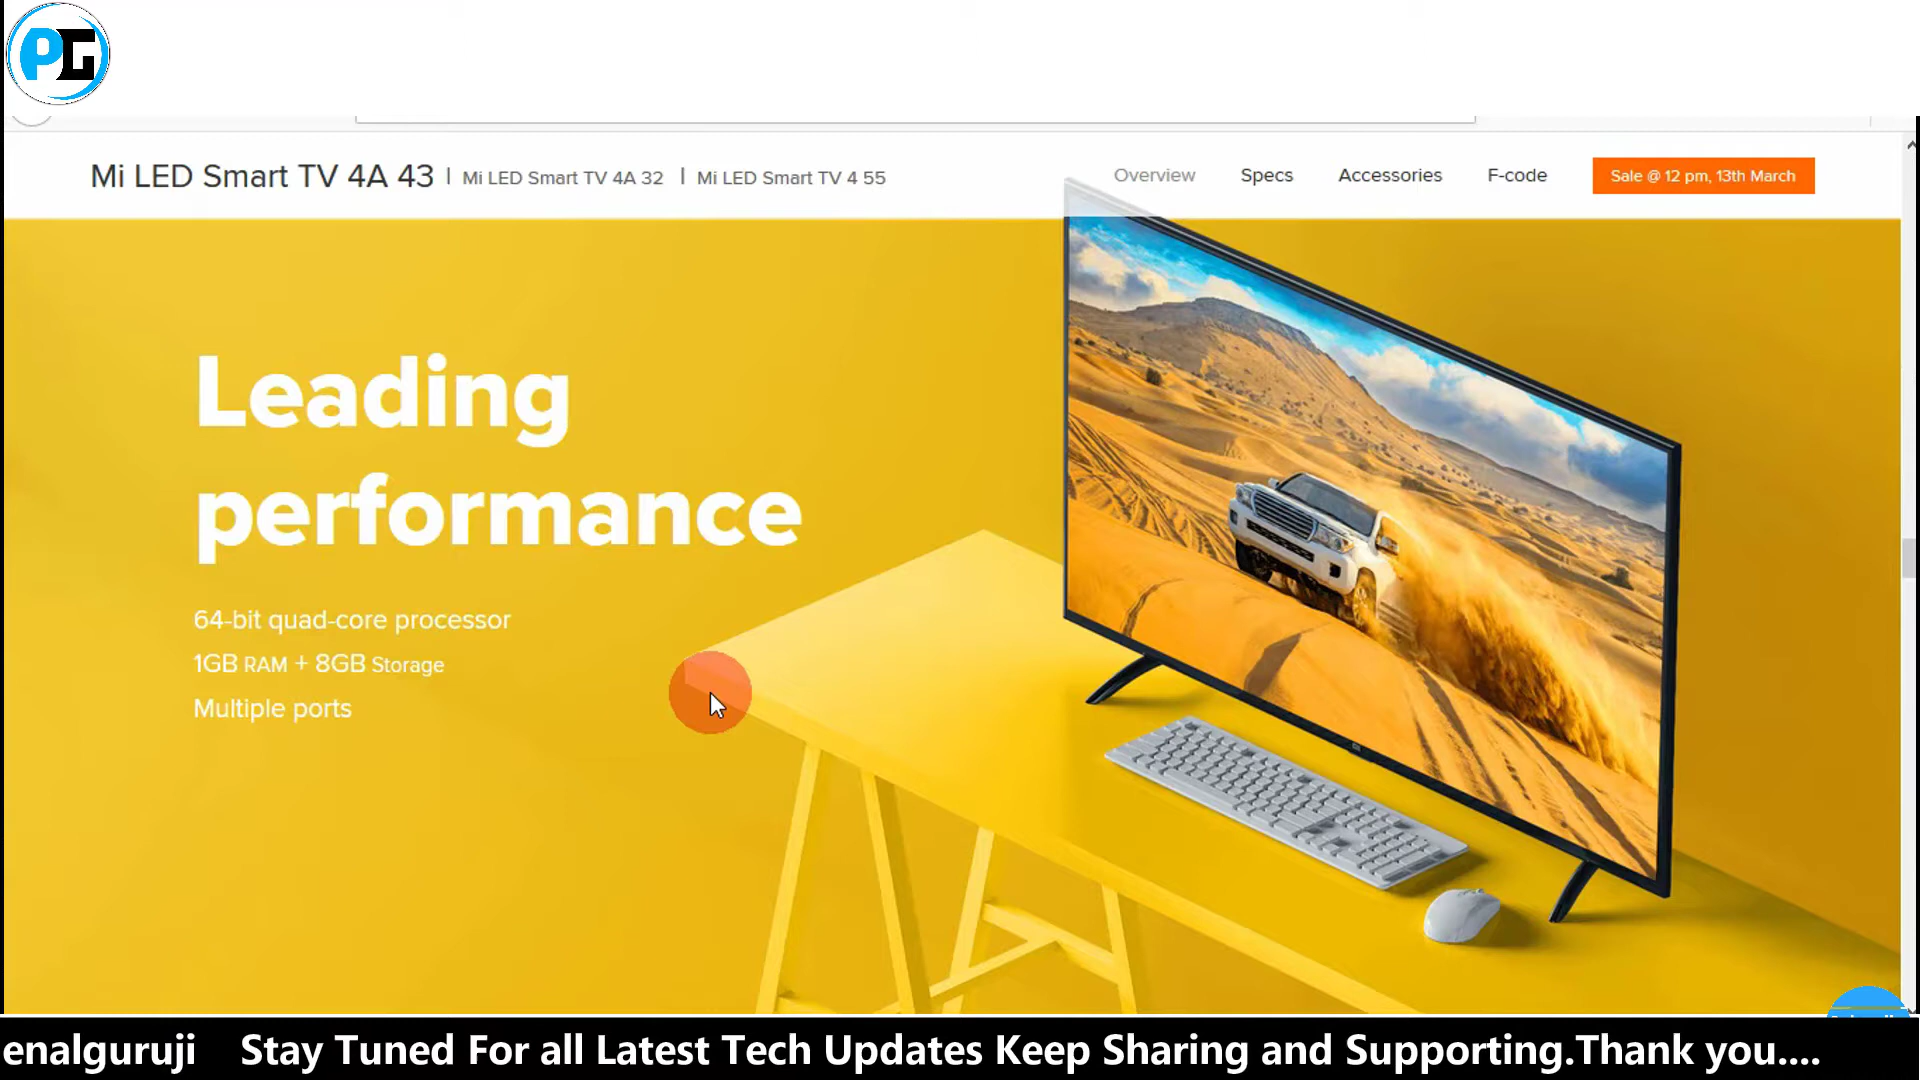 PG
Mi LED Smart TV 4A 43 | Mi LED Smart TV 4A 32 | Mi LED Smart TV 4 55
Overview Specs Accessories F-code Sale @ 12 pm, 13th March
Leading
performance
64-bit quad-core processor
1GB RAM + 8GB Storage
Multiple ports
enalguruji Stay Tuned For all Latest Tech Updates Keep Sharing and Supporting.Thank you....